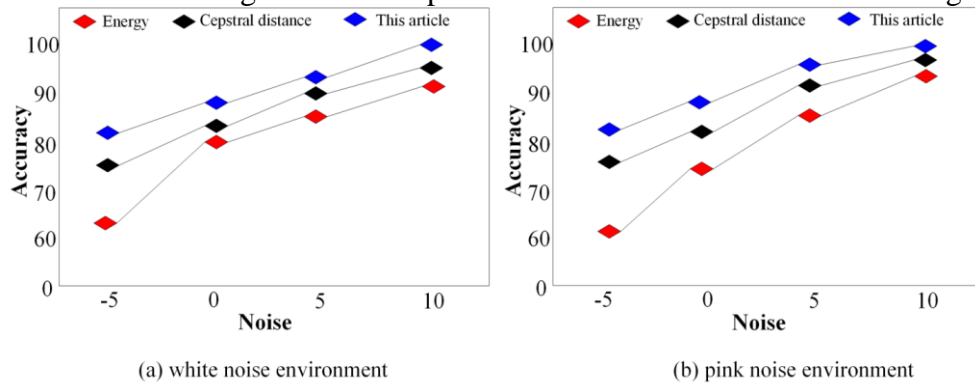 Energy Cepstral distance This article
100
90
80
70
60
0
Accuracy
-5 0 5 10
Noise
(a) white noise environment
Energy Cepstral distance This article
100
90
80
70
60
0
Accuracy
-5 0 5 10
Noise
(b) pink noise environment